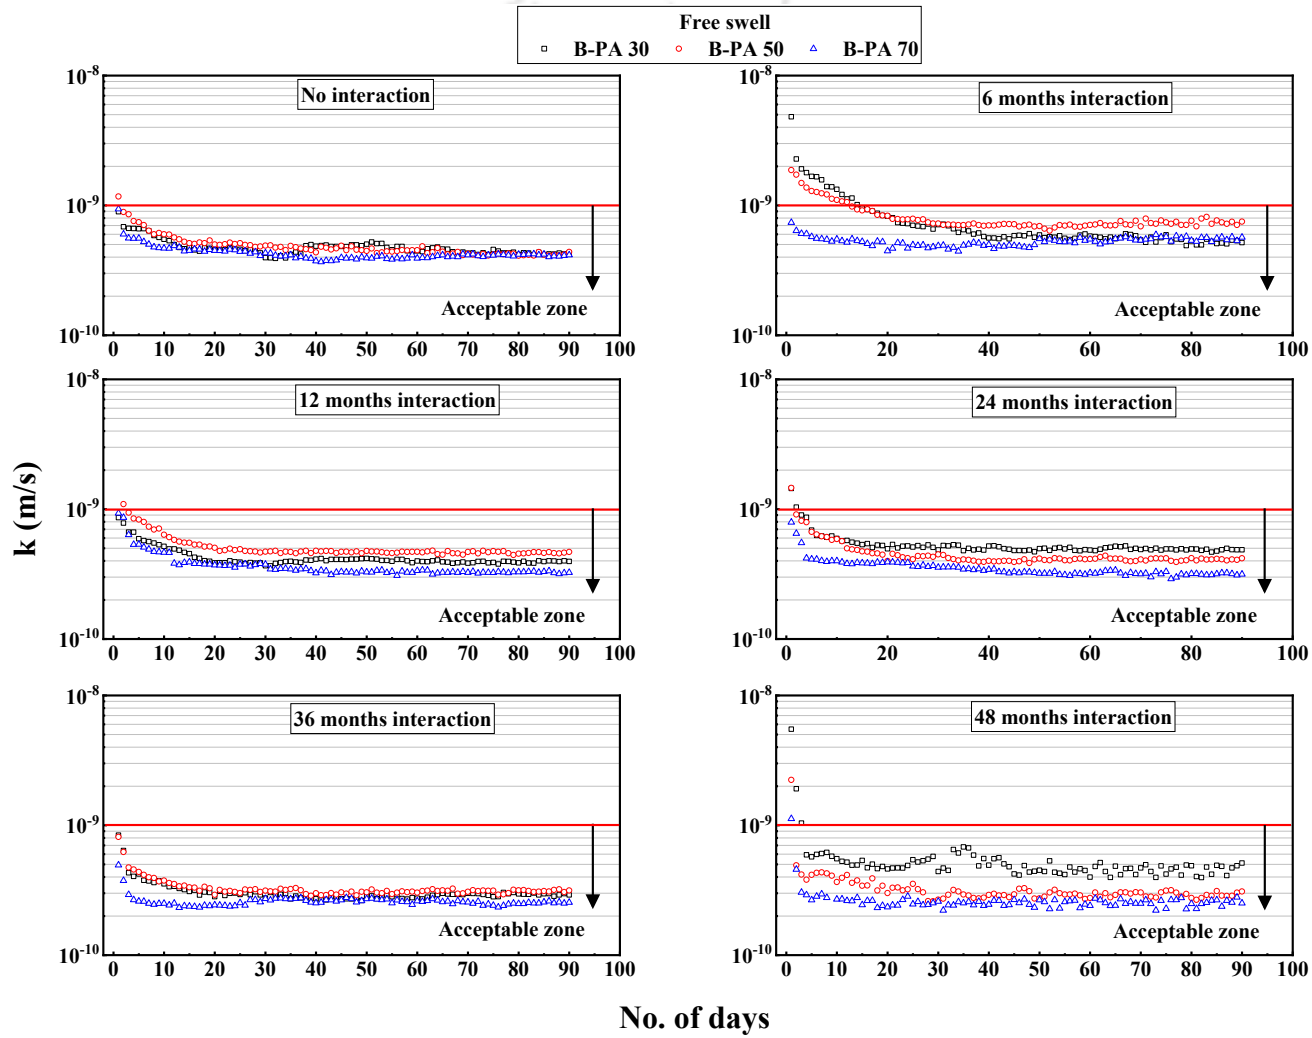 Free swell
B-PA 30 B-PA 50 B-PA 70
k (m/s)
No interaction
Acceptable zone
10⁻⁸
10⁻⁹
10⁻¹⁰
0 10 20 30 40 50 60 70 80 90 100
6 months interaction
Acceptable zone
10⁻⁸
10⁻⁹
10⁻¹⁰
0 20 40 60 80 100
12 months interaction
Acceptable zone
10⁻⁸
10⁻⁹
10⁻¹⁰
0 10 20 30 40 50 60 70 80 90 100
24 months interaction
Acceptable zone
10⁻⁸
10⁻⁹
10⁻¹⁰
0 20 40 60 80 100
36 months interaction
Acceptable zone
10⁻⁸
10⁻⁹
10⁻¹⁰
0 10 20 30 40 50 60 70 80 90 100
48 months interaction
Acceptable zone
10⁻⁸
10⁻⁹
10⁻¹⁰
0 10 20 30 40 50 60 70 80 90 100
No. of days